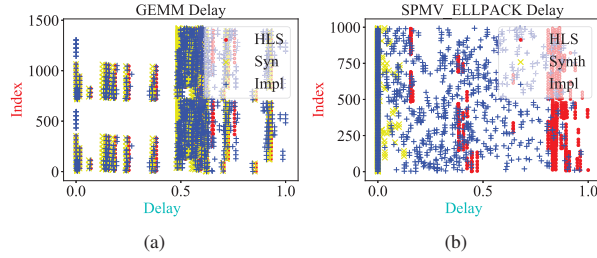 GEMM Delay
1500
1000
500
0
Index
0.0
0.5
1.0
Delay
HLS
Syn
Impl
(a)
SPMV_ELLPACK Delay
1000
750
500
250
0
Index
0.0
0.5
1.0
Delay
HLS
Synth
Impl
(b)